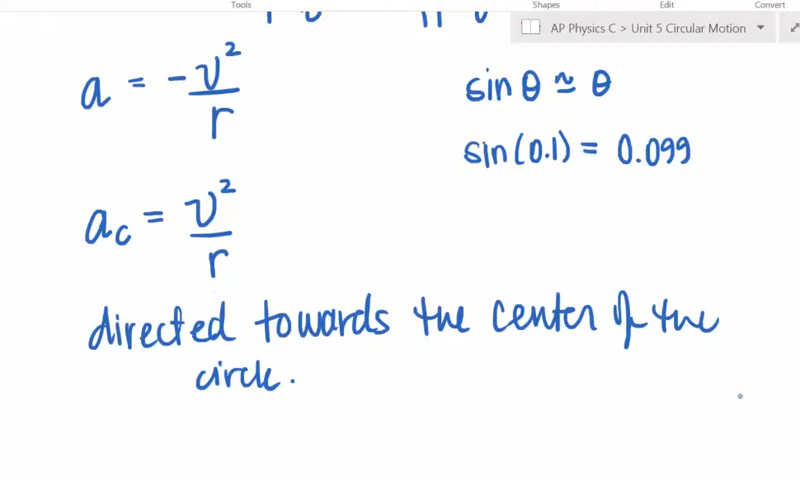 Tools Shapes Edit Convert
AP Physics C > Unit 5 Circular Motion
a = -v²/r
sin θ ≃ θ
sin(0.1) = 0.099
a_c = v²/r
directed towards the center of the
circle.